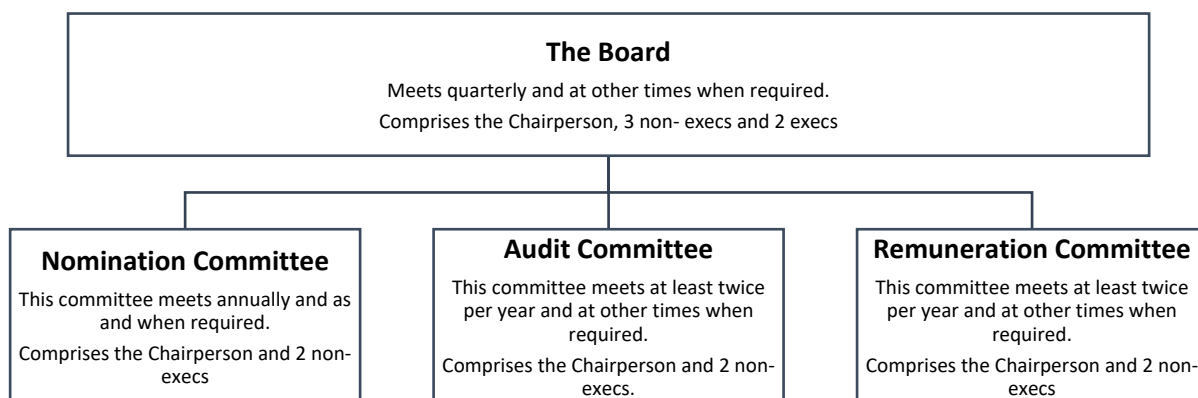 The Board
Meets quarterly and at other times when required.
Comprises the Chairperson, 3 non- execs and 2 execs
Nomination Committee
This committee meets annually and as
and when required.
Comprises the Chairperson and 2 non-
execs
Audit Committee
This committee meets at least twice
per year and at other times when
required.
Comprises the Chairperson and 2 non-
execs.
Remuneration Committee
This committee meets at least twice
per year and at other times when
required.
Comprises the Chairperson and 2 non-
execs